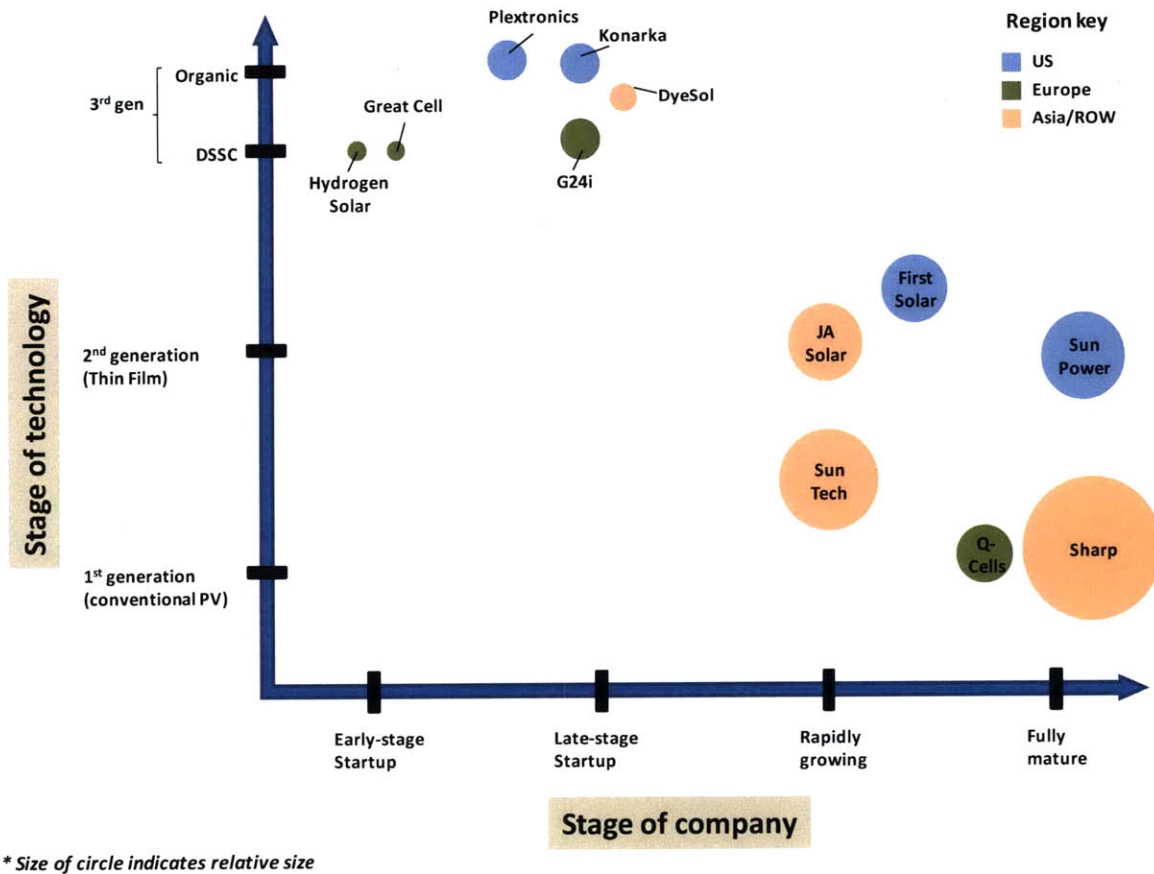 Plextronics
Konarka
Region key
US
Europe
Asia/ROW
Organic
3rd gen
Great Cell
DyeSol
DSSC
Hydrogen
Solar
G24i
First
Solar
JA
Solar
Sun
Power
2nd generation
(Thin Film)
Stage of technology
Sun
Tech
Q-
Cells
Sharp
1st generation
(conventional PV)
Early-stage
Startup
Late-stage
Startup
Rapidly
growing
Fully
mature
Stage of company
* Size of circle indicates relative size